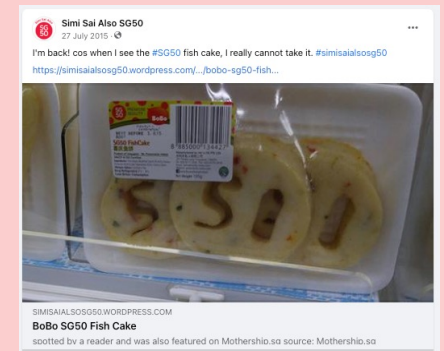 Simi Sai Also SG50
27 July 2015
I'm back! cos when I see the #SG50 fish cake, I really cannot take it. #simisaialsosg50
https://simisaialsosg50.wordpress.com/.../bobo-sg50-fish...
SG
50
BoBo
SG50 FishCake
SIMISAIALSOSG50.WORDPRESS.COM
BoBo SG50 Fish Cake
spotted by a reader and was also featured on Mothership.sg source: Mothership.sg